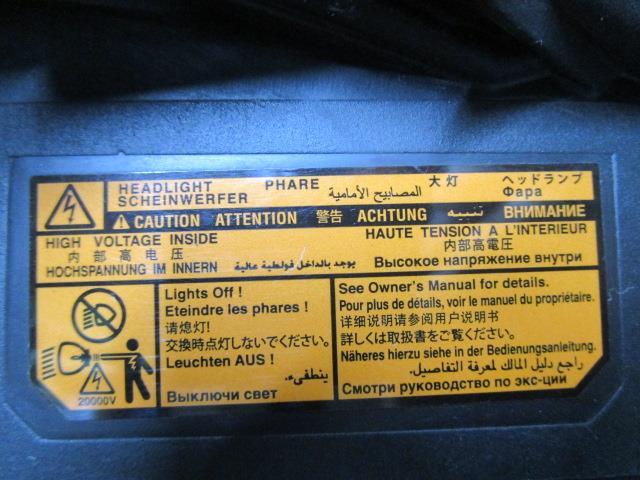 HEADLIGHT PHARE المصابيح الأمامية 大灯 ヘッドランプ
SCHEINWERFER Фара
CAUTION ATTENTION 警告 ACHTUNG تنبيه ВНИМАНИЕ
HIGH VOLTAGE INSIDE
内部高电压
HOCHSPANNUNG IM INNERN
يوجد بالداخل فولطية عالية
HAUTE TENSION A L'INTERIEUR
内部高電圧
Высокое напряжение внутри
20000V
Lights Off !
Eteindre les phares !
请熄灯!
交換時点灯しないでください。
Leuchten AUS !
ينطفىء.
Выключи свет
See Owner's Manual for details.
Pour plus de détails, voir le manuel du propriétaire.
详细说明请参阅用户说明书
詳しくは取扱書をご覧ください。
Näheres hierzu siehe in der Bedienungsanleitung.
راجع دليل المالك لمعرفة التفاصيل.
Смотри руководство по экс-ции